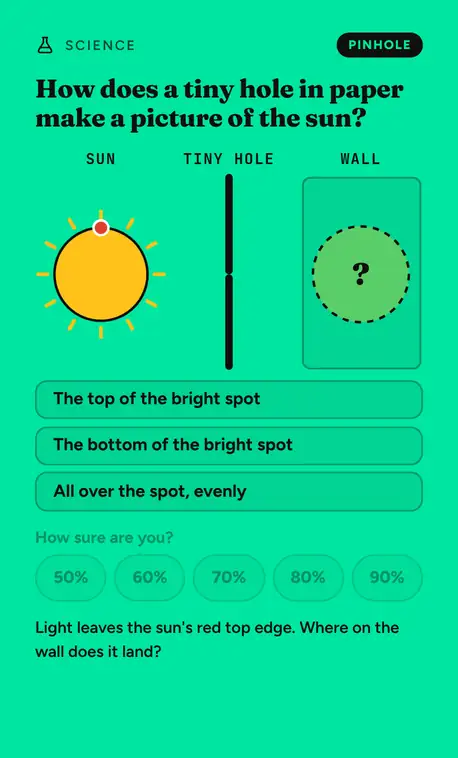 SCIENCE
PINHOLE
How does a tiny hole in paper
make a picture of the sun?
SUN
TINY HOLE
WALL
?
The top of the bright spot
The bottom of the bright spot
All over the spot, evenly
How sure are you?
50%
60%
70%
80%
90%
Light leaves the sun's red top edge. Where on the
wall does it land?